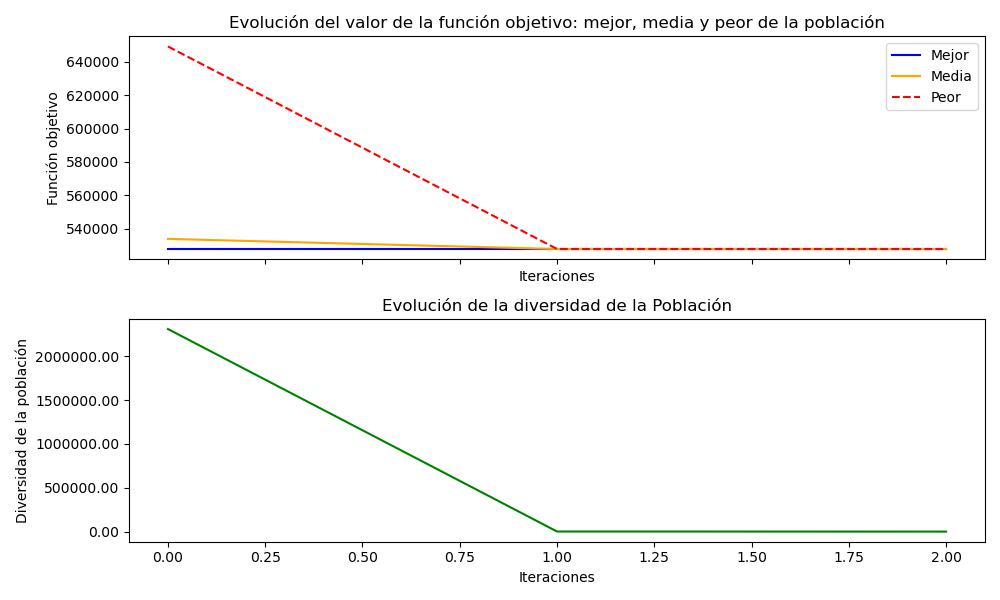 Evolución del valor de la función objetivo: mejor, media y peor de la población
Función objetivo
640000
620000
600000
580000
560000
540000
Mejor
Media
Peor
Iteraciones
Evolución de la diversidad de la Población
Diversidad de la población
2000000.00
1500000.00
1000000.00
500000.00
0.00
0.00 0.25 0.50 0.75 1.00 1.25 1.50 1.75 2.00
Iteraciones